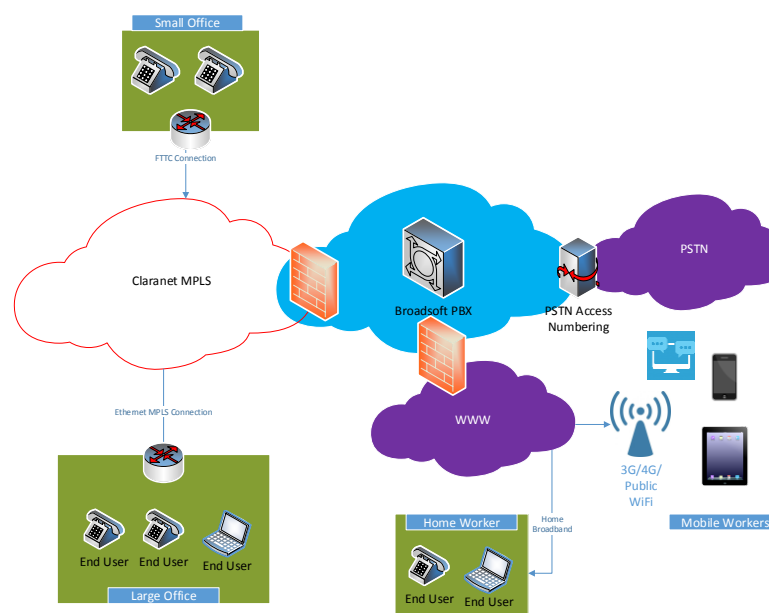 Small Office
FTTC Connection
Claranet MPLS
Broadsoft PBX
PSTN Access
Numbering
PSTN
Ethernet MPLS Connection
WWW
3G/4G/
Public
WiFi
Mobile Workers
End User
End User
End User
Large Office
Home Worker
Home
Broadband
End User
End User